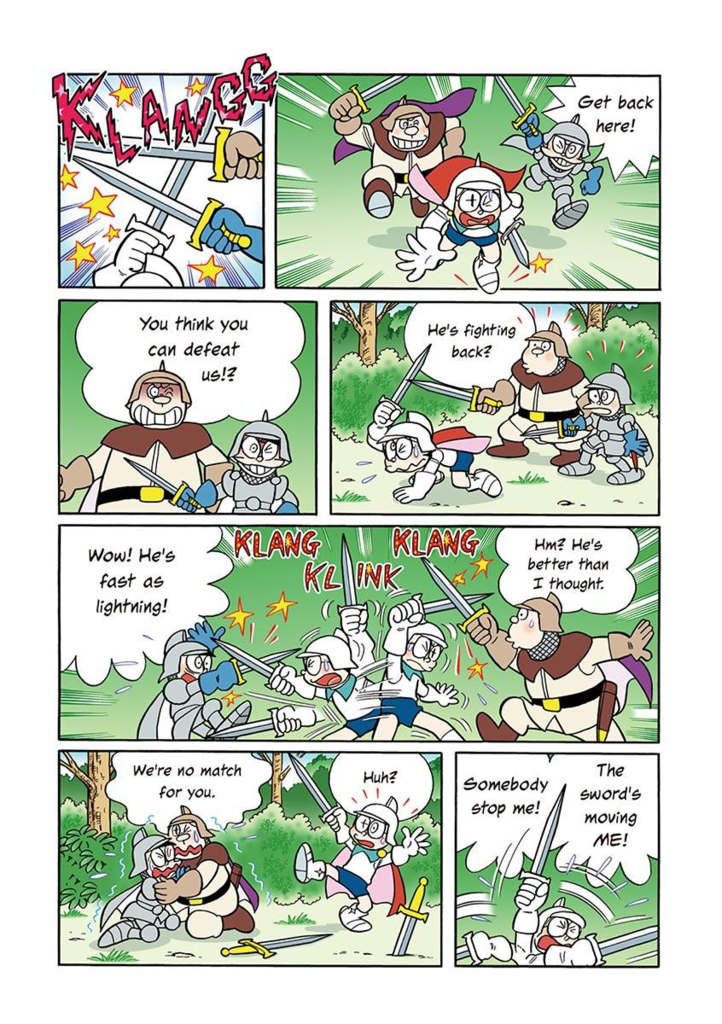 KLANGG
Get back
here!
You think you
can defeat
us!?
He's fighting
back?
Wow! He's
fast as
lightning!
KLANG
KLINK
KLANG
Hm? He's
better than
I thought.
We're no match
for you.
Huh?
Somebody
stop me!
The
sword's
moving
ME!